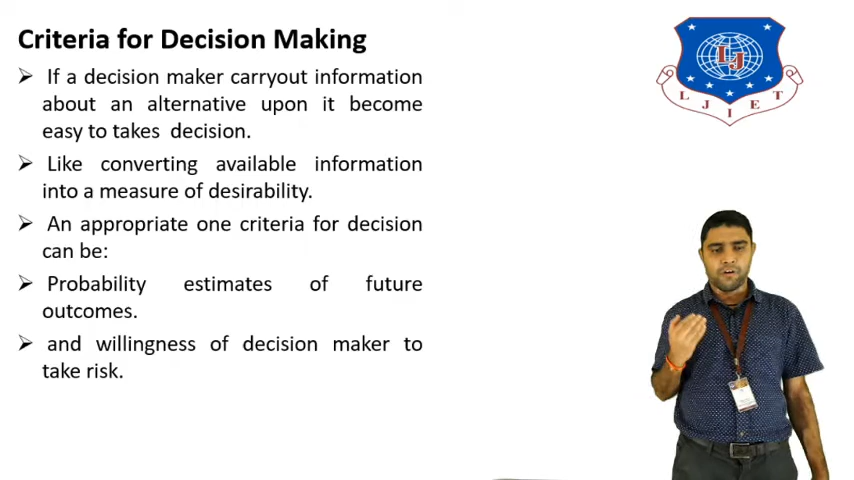 Criteria for Decision Making
➢ If a decision maker carryout information
about an alternative upon it become
easy to takes decision.
➢ Like converting available information
into a measure of desirability.
➢ An appropriate one criteria for decision
can be:
➢ Probability estimates of future
outcomes.
➢ and willingness of decision maker to
take risk.
LJ
LJIET